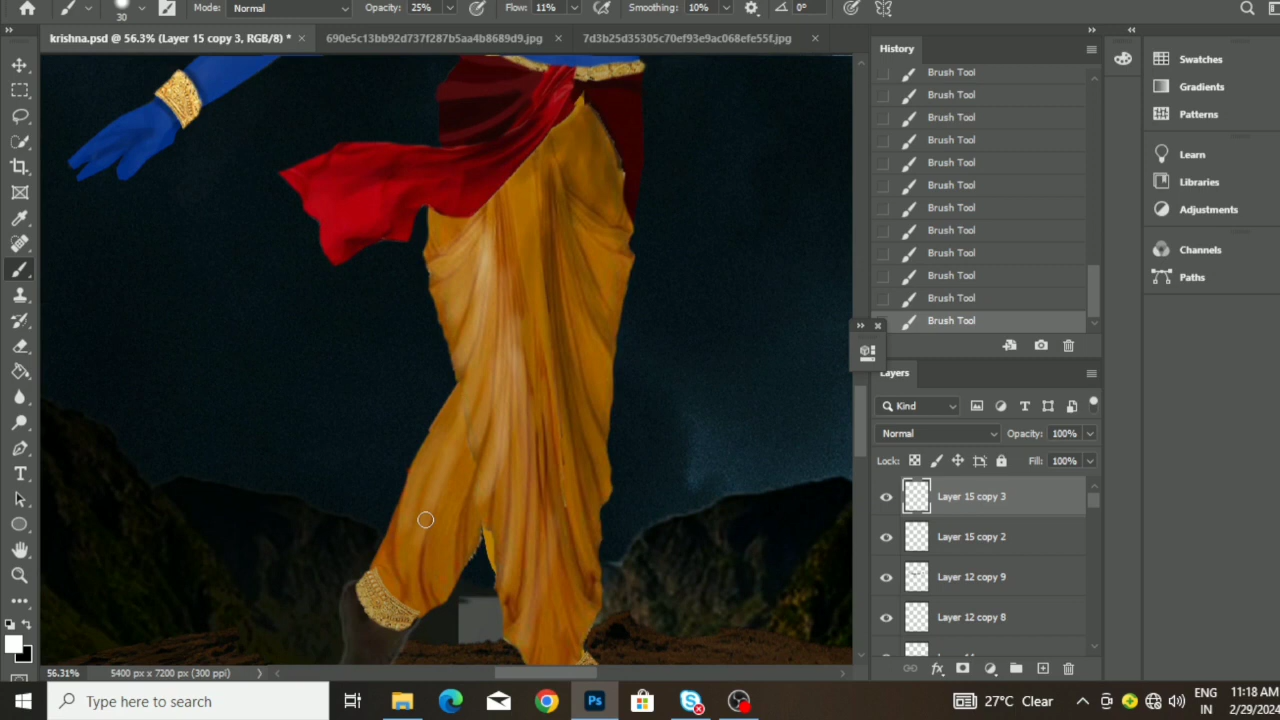 30
Mode:
Normal
Opacity: 25%
Flow: 11%
Smoothing: 10%
0°
krishna.psd @ 56.3% (Layer 15 copy 3, RGB/8) *
690e5c13bb92d737f287b5aa4b8689d9.jpg
7d3b25d35305c70ef93e9ac068efe55f.jpg
History
Brush Tool
Brush Tool
Brush Tool
Brush Tool
Brush Tool
Brush Tool
Brush Tool
Brush Tool
Brush Tool
Brush Tool
Brush Tool
Brush Tool
Swatches
Gradients
Patterns
Learn
Libraries
Adjustments
Channels
Paths
Layers
Kind
Normal
Opacity: 100%
Lock:
Fill: 100%
Layer 15 copy 3
Layer 15 copy 2
Layer 12 copy 9
Layer 12 copy 8
56.31%
5400 px x 7200 px (300 ppi)
Type here to search
Ps
27°C Clear
ENG
IN
11:18 AM